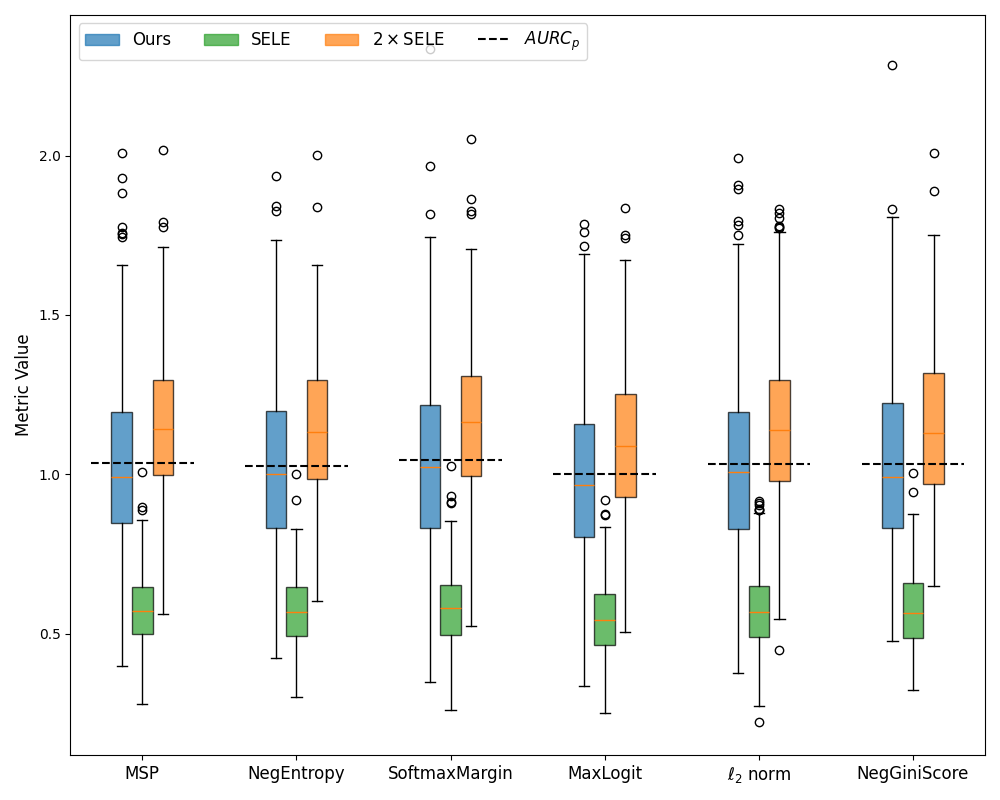 Ours SELE 2 × SELE AURC_p
Metric Value
2.0
1.5
1.0
0.5
MSP NegEntropy SoftmaxMargin MaxLogit ℓ₂ norm NegGiniScore